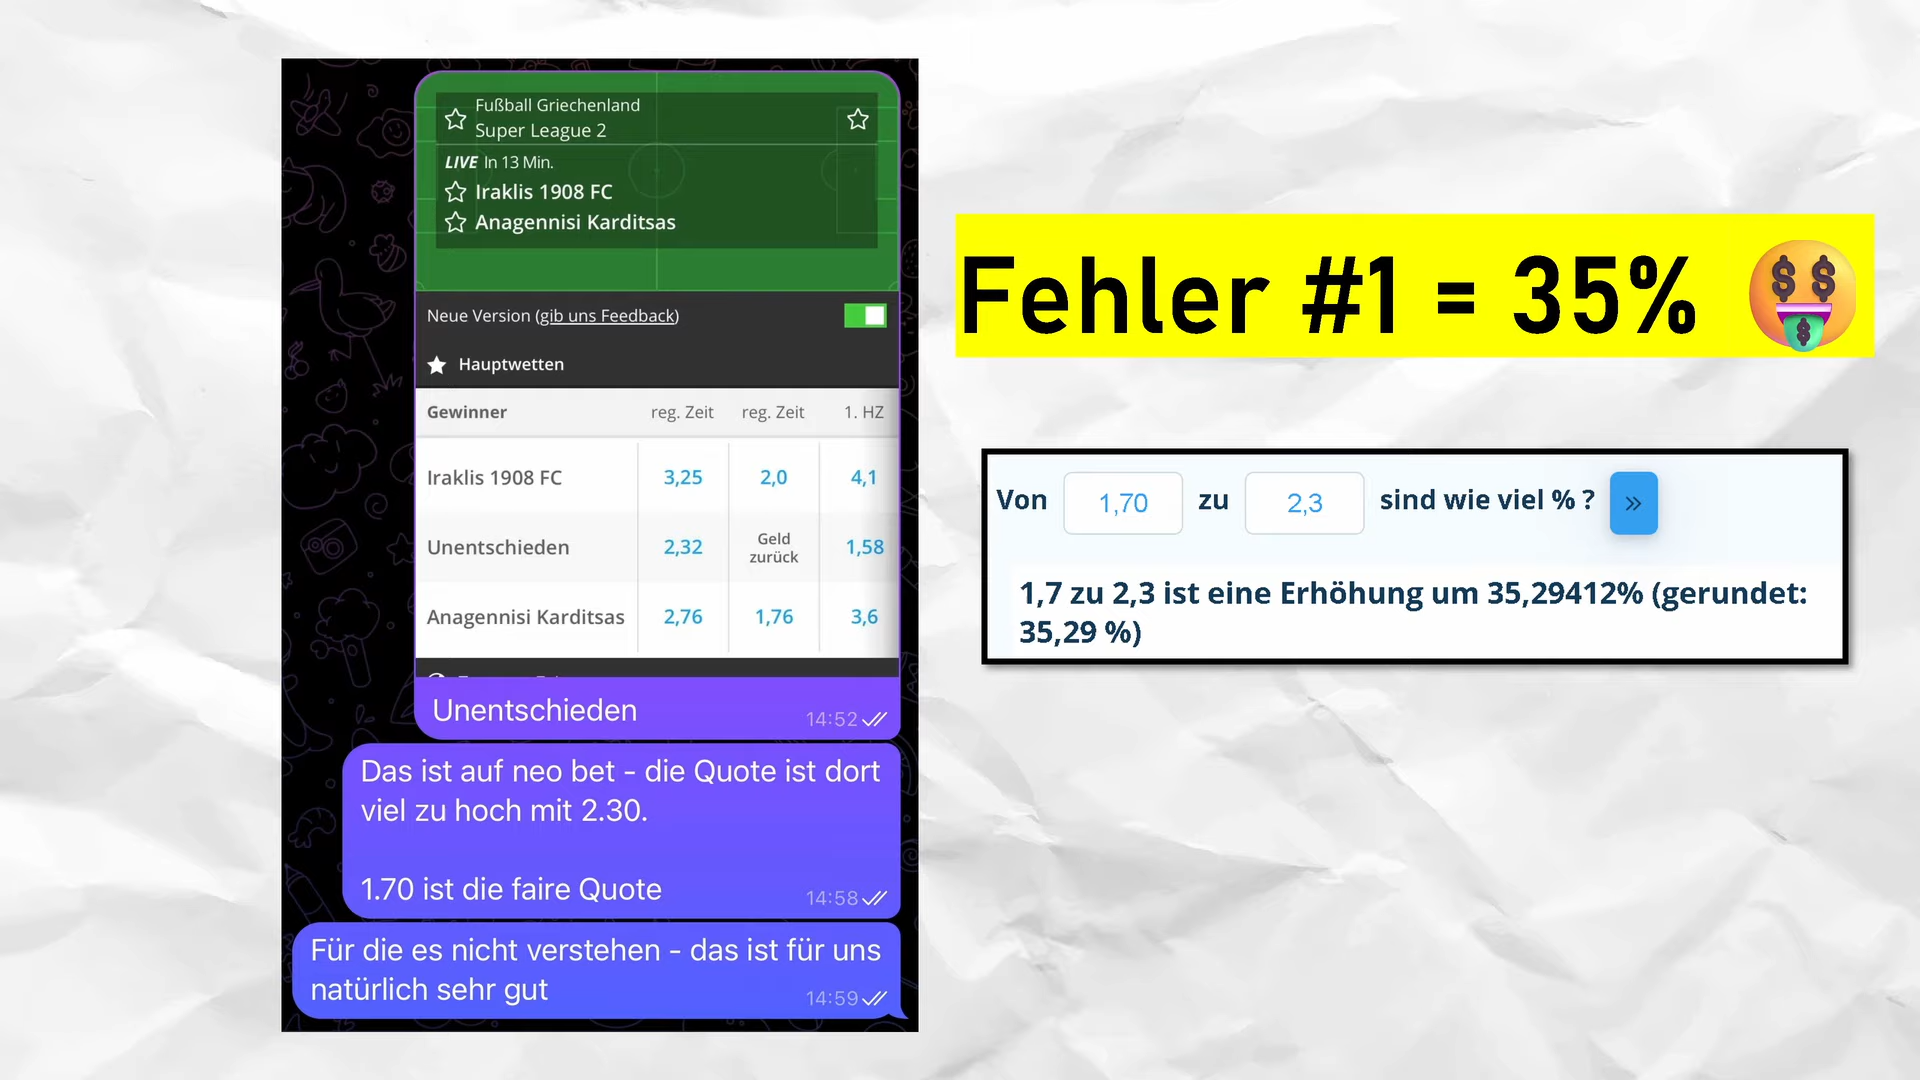 Fußball Griechenland
Super League 2
LIVE In 13 Min.
Iraklis 1908 FC
Anagennisi Karditsas
Neue Version (gib uns Feedback)
Hauptwetten
Gewinner reg. Zeit reg. Zeit 1. HZ
Iraklis 1908 FC 3,25 2,0 4,1
Unentschieden 2,32 Geld zurück 1,58
Anagennisi Karditsas 2,76 1,76 3,6
Unentschieden
14:52
Das ist auf neo bet - die Quote ist dort
viel zu hoch mit 2.30.
1.70 ist die faire Quote
14:58
Für die es nicht verstehen - das ist für uns
natürlich sehr gut
14:59
Fehler #1 = 35%
Von 1,70 zu 2,3 sind wie viel % ? »
1,7 zu 2,3 ist eine Erhöhung um 35,29412% (gerundet:
35,29 %)